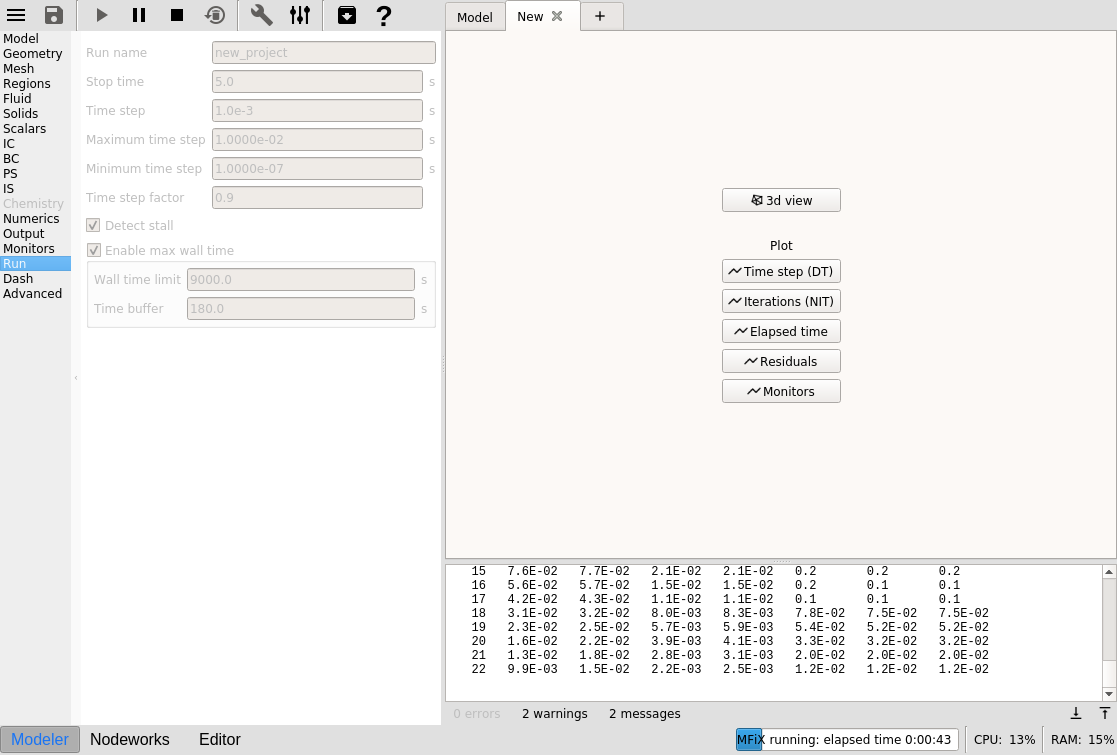 Model
New
+
Model
Geometry
Mesh
Regions
Fluid
Solids
Scalars
IC
BC
PS
IS
Chemistry
Numerics
Output
Monitors
Run
Dash
Advanced
Run name new_project
Stop time 5.0 s
Time step 1.0e-3 s
Maximum time step 1.0000e-02 s
Minimum time step 1.0000e-07 s
Time step factor 0.9
Detect stall
Enable max wall time
Wall time limit 9000.0 s
Time buffer 180.0 s
3d view
Plot
Time step (DT)
Iterations (NIT)
Elapsed time
Residuals
Monitors
15 7.6E-02 7.7E-02 2.1E-02 2.1E-02 0.2 0.2 0.2
16 5.6E-02 5.7E-02 1.5E-02 1.5E-02 0.2 0.1 0.1
17 4.2E-02 4.3E-02 1.1E-02 1.1E-02 0.1 0.1 0.1
18 3.1E-02 3.2E-02 8.0E-03 8.3E-03 7.8E-02 7.5E-02 7.5E-02
19 2.3E-02 2.5E-02 5.7E-03 5.9E-03 5.4E-02 5.2E-02 5.2E-02
20 1.6E-02 2.2E-02 3.9E-03 4.1E-03 3.3E-02 3.2E-02 3.2E-02
21 1.3E-02 1.8E-02 2.8E-03 3.1E-03 2.0E-02 2.0E-02 2.0E-02
22 9.9E-03 1.5E-02 2.2E-03 2.5E-03 1.2E-02 1.2E-02 1.2E-02
0 errors 2 warnings 2 messages
Modeler Nodeworks Editor
MFiX running: elapsed time 0:00:43 CPU: 13% RAM: 15%